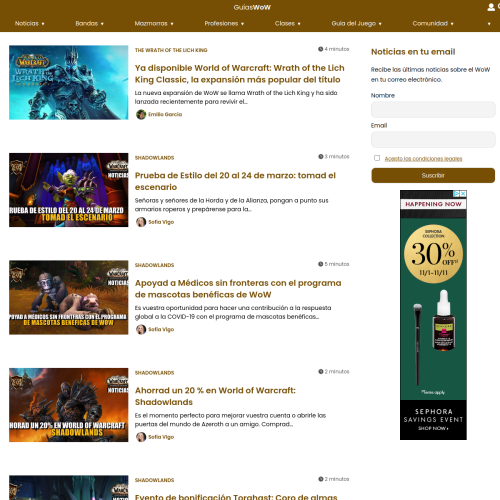 GuíasWoW
Noticias ▾ Bandas ▾ Mazmorras ▾ Profesiones ▾ Clases ▾ Guía del Juego ▾ Comunidad ▾
WARCRAFT
WRATH OF THE
LICH KING
THE WRATH OF THE LICH KING
4 minutos
Ya disponible World of Warcraft: Wrath of the Lich
King Classic, la expansión más popular del título
La nueva expansión de WoW se llama Wrath of the Lich King y ha sido
lanzada recientemente para revivir el...
Emilio García
NOTICIAS
PRUEBA DE ESTILO DEL 20 AL 24 DE MARZO:
TOMAD EL ESCENARIO
SHADOWLANDS
3 minutos
Prueba de Estilo del 20 al 24 de marzo: tomad el
escenario
Señoras y señores de la Horda y de la Alianza, pongan a punto sus
armarios roperos y prepárense para la...
Sofía Vigo
NOTICIAS
APOYAD A MÉDICOS SIN FRONTERAS CON EL PROGRAMA
DE MASCOTAS BENÉFICAS DE WOW
SHADOWLANDS
5 minutos
Apoyad a Médicos sin fronteras con el programa
de mascotas benéficas de WoW
Es vuestra oportunidad para hacer una contribución a la respuesta
global a la COVID-19 con el programa de mascotas benéficas...
Sofía Vigo
NOTICIAS
HORAD UN 20 % EN WORLD OF WARCRAFT:
SHADOWLANDS
SHADOWLANDS
2 minutos
Ahorrad un 20 % en World of Warcraft:
Shadowlands
Es el momento perfecto para mejorar vuestra cuenta o abrirle las
puertas del mundo de Azeroth a un amigo. Comprad...
Sofía Vigo
SHADOWLANDS
2 minutos
Evento de bonificación Torghast: Coro de almas
Noticias en tu email
Recibe las últimas noticias sobre el WoW
en tu correo electrónico.
Nombre
Email
Acepto las condiciones legales
Suscribir
HAPPENING NOW
SEPHORA
COLLECTION
30% OFF
11/1-11/11
*Terms apply.
SEPHORA
SAVINGS EVENT
SHOP NOW